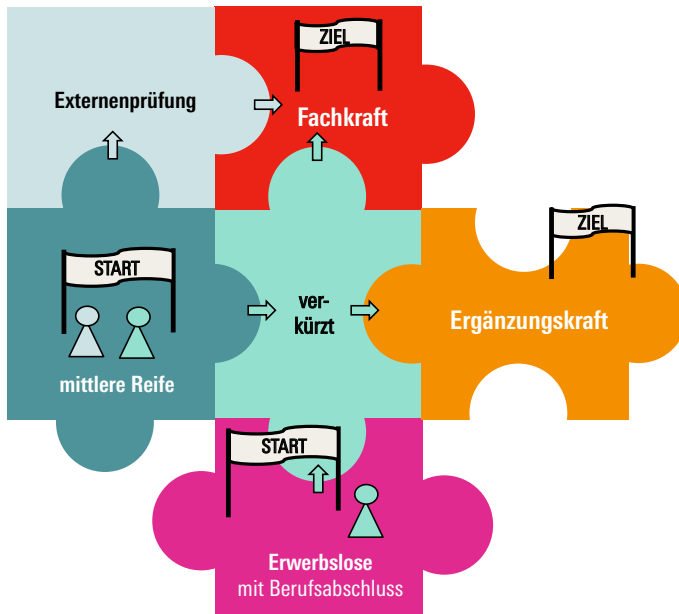 ZIEL
Externenprüfung
Fachkraft
START
mittlere Reife
ver-
kürzt
ZIEL
Ergänzungskraft
START
Erwerbslose
mit Berufsabschluss